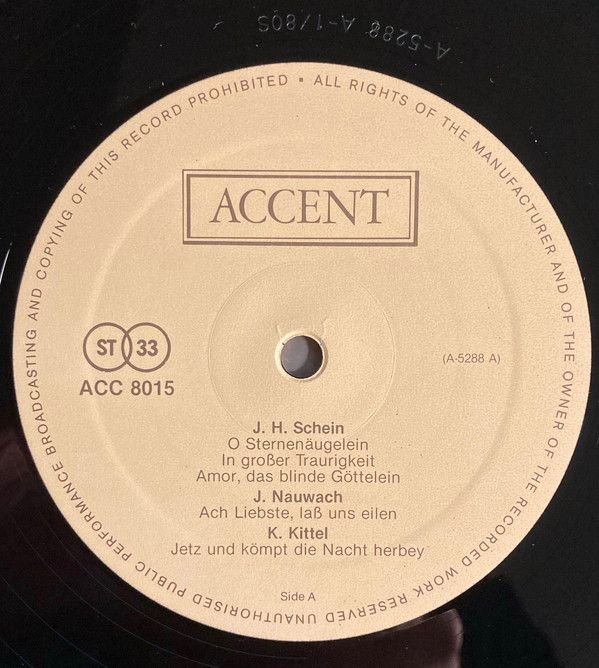 A-5288 A-1/80S
ALL RIGHTS OF THE MANUFACTURER AND OF THE OWNER OF THE RECORDED WORK RESERVED UNAUTHORISED PUBLIC PERFORMANCE BROADCASTING AND COPYING OF THIS RECORD PROHIBITED ▪
ACCENT
ST 33
ACC 8015
(A-5288 A)
J. H. Schein
O Sternenäugelein
In großer Traurigkeit
Amor, das blinde Göttelein
J. Nauwach
Ach Liebste, laß uns eilen
K. Kittel
Jetz und kömpt die Nacht herbey
Side A